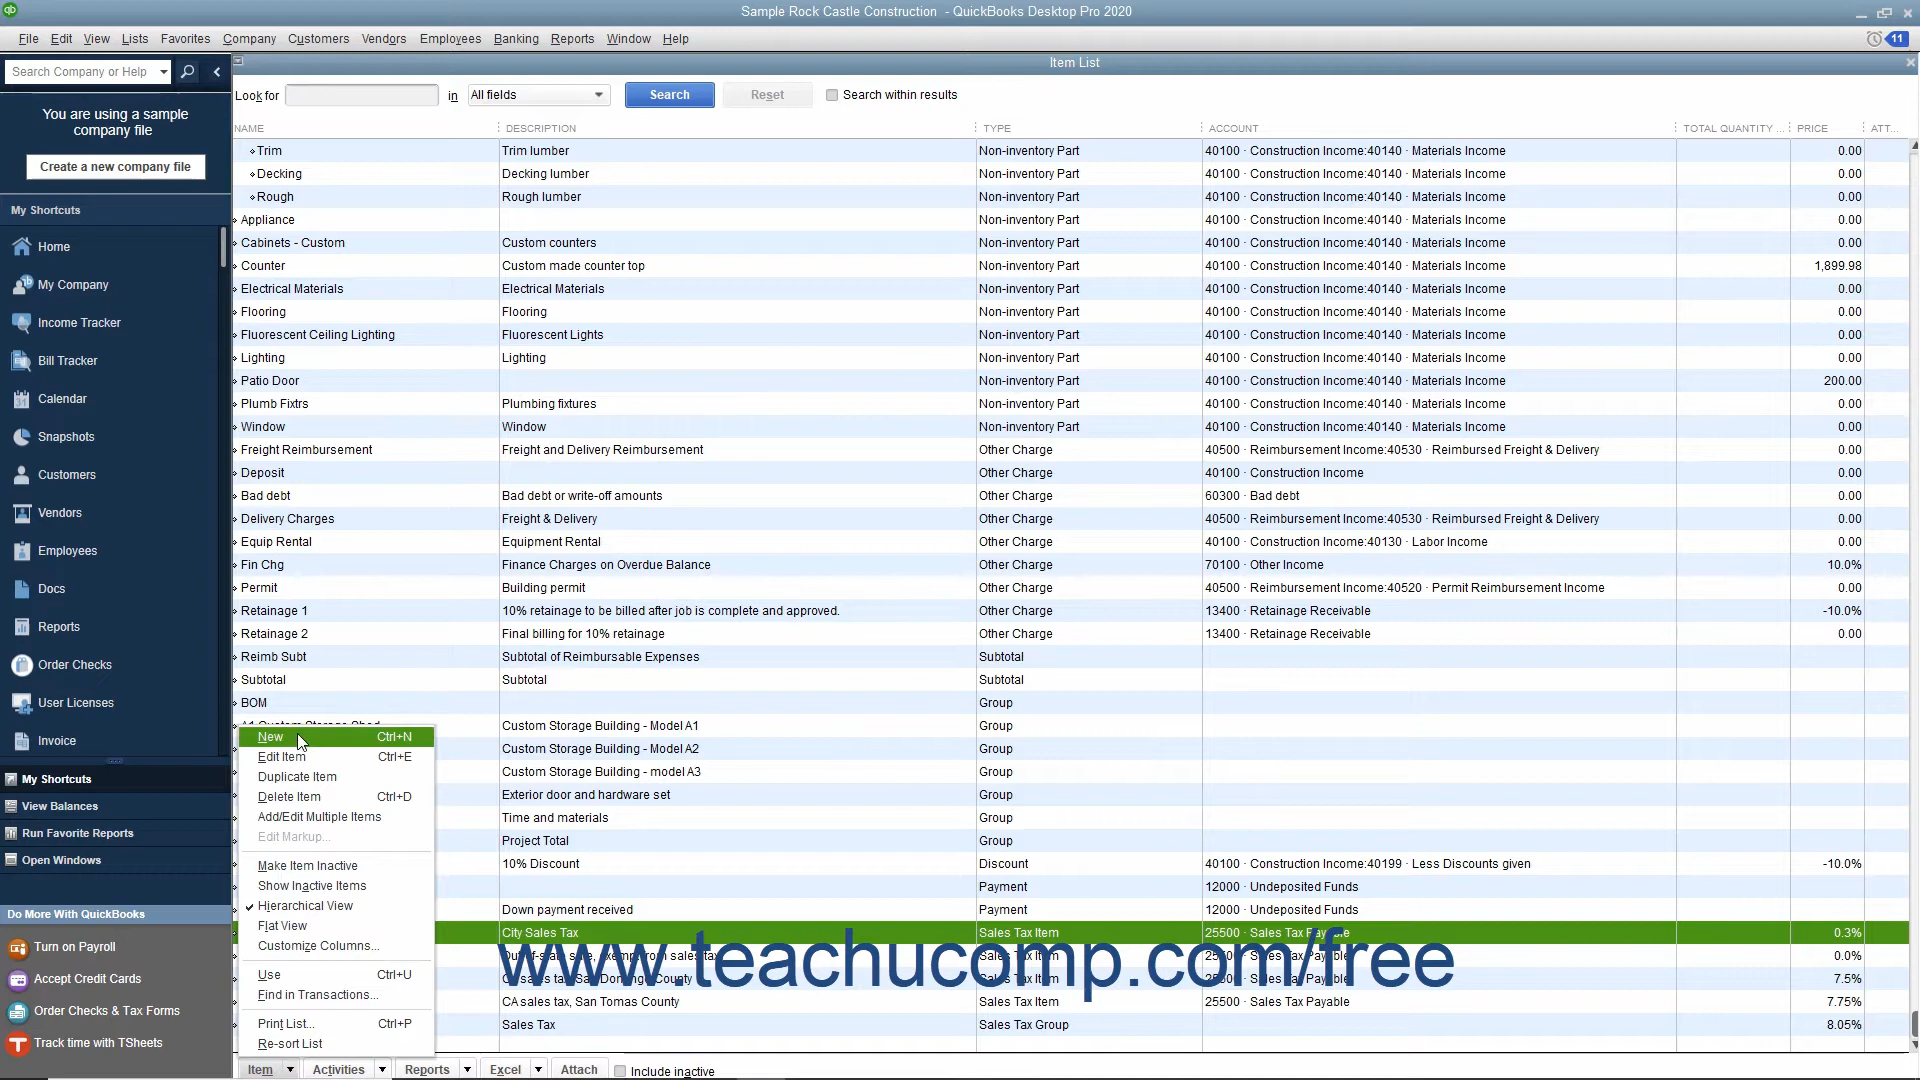 Sample Rock Castle Construction - QuickBooks Desktop Pro 2020
File Edit View Lists Favorites Company Customers Vendors Employees Banking Reports Window Help
11
Search Company or Help
Item List
You are using a sample
company file
Create a new company file
My Shortcuts
Home
My Company
Income Tracker
Bill Tracker
Calendar
Snapshots
Customers
Vendors
Employees
Docs
Reports
Order Checks
User Licenses
Invoice
My Shortcuts
View Balances
Run Favorite Reports
Open Windows
Do More With QuickBooks
Turn on Payroll
Accept Credit Cards
Order Checks & Tax Forms
Track time with TSheets
Look for in All fields Search Reset Search within results
NAME DESCRIPTION TYPE ACCOUNT TOTAL QUANTITY ... PRICE ATT...
Trim Trim lumber Non-inventory Part 40100 · Construction Income:40140 · Materials Income 0.00
Decking Decking lumber Non-inventory Part 40100 · Construction Income:40140 · Materials Income 0.00
Rough Rough lumber Non-inventory Part 40100 · Construction Income:40140 · Materials Income 0.00
Appliance Non-inventory Part 40100 · Construction Income:40140 · Materials Income 0.00
Cabinets - Custom Custom counters Non-inventory Part 40100 · Construction Income:40140 · Materials Income 0.00
Counter Custom made counter top Non-inventory Part 40100 · Construction Income:40140 · Materials Income 1,899.98
Electrical Materials Electrical Materials Non-inventory Part 40100 · Construction Income:40140 · Materials Income 0.00
Flooring Flooring Non-inventory Part 40100 · Construction Income:40140 · Materials Income 0.00
Fluorescent Ceiling Lighting Fluorescent Lights Non-inventory Part 40100 · Construction Income:40140 · Materials Income 0.00
Lighting Lighting Non-inventory Part 40100 · Construction Income:40140 · Materials Income 0.00
Patio Door Non-inventory Part 40100 · Construction Income:40140 · Materials Income 200.00
Plumb Fixtrs Plumbing fixtures Non-inventory Part 40100 · Construction Income:40140 · Materials Income 0.00
Window Window Non-inventory Part 40100 · Construction Income:40140 · Materials Income 0.00
Freight Reimbursement Freight and Delivery Reimbursement Other Charge 40500 · Reimbursement Income:40530 · Reimbursed Freight & Delivery 0.00
Deposit Other Charge 40100 · Construction Income 0.00
Bad debt Bad debt or write-off amounts Other Charge 60300 · Bad debt 0.00
Delivery Charges Freight & Delivery Other Charge 40500 · Reimbursement Income:40530 · Reimbursed Freight & Delivery 0.00
Equip Rental Equipment Rental Other Charge 40100 · Construction Income:40130 · Labor Income 0.00
Fin Chg Finance Charges on Overdue Balance Other Charge 70100 · Other Income 10.0%
Permit Building permit Other Charge 40500 · Reimbursement Income:40520 · Permit Reimbursement Income 0.00
Retainage 1 10% retainage to be billed after job is complete and approved. Other Charge 13400 · Retainage Receivable -10.0%
Retainage 2 Final billing for 10% retainage Other Charge 13400 · Retainage Receivable 0.00
Reimb Subt Subtotal of Reimbursable Expenses Subtotal
Subtotal Subtotal Subtotal
BOM Group
Custom Storage Building - Model A1 Group
Custom Storage Building - Model A2 Group
Custom Storage Building - model A3 Group
Exterior door and hardware set Group
Time and materials Group
Project Total Group
10% Discount Discount 40100 · Construction Income:40199 · Less Discounts given -10.0%
Payment 12000 · Undeposited Funds
Down payment received Payment 12000 · Undeposited Funds
City Sales Tax Sales Tax Item 25500 · Sales Tax Payable 0.3%
Sales Tax Item 0.0%
7.5%
CA sales tax, San Tomas County Sales Tax Item 25500 · Sales Tax Payable 7.75%
Sales Tax Sales Tax Group 8.05%
New Ctrl+N
Edit Item Ctrl+E
Duplicate Item
Delete Item Ctrl+D
Add/Edit Multiple Items
Edit Markup...
Make Item Inactive
Show Inactive Items
Hierarchical View
Flat View
Customize Columns...
Use Ctrl+U
Find in Transactions...
Print List... Ctrl+P
Re-sort List
www.teachucomp.com/free
Item Activities Reports Excel Attach Include inactive